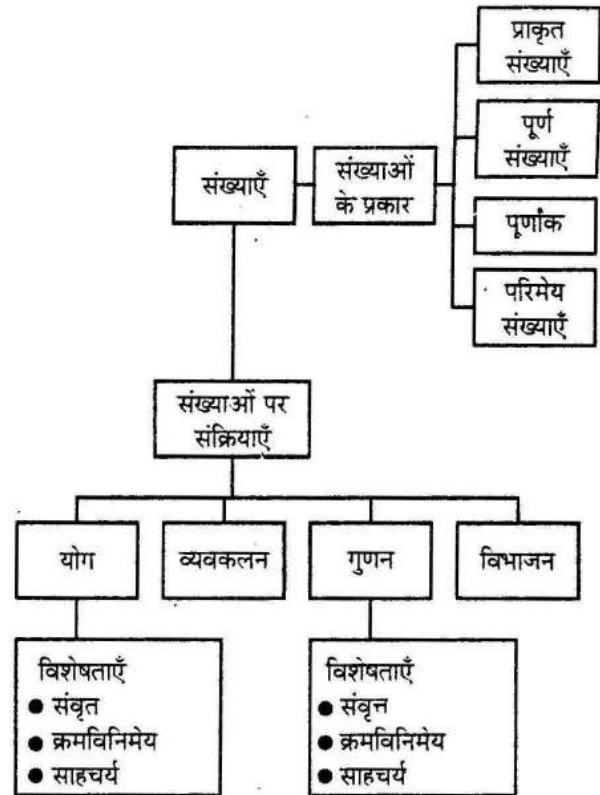 प्राकृत
संख्याएँ
पूर्ण
संख्याएँ
संख्याएँ
संख्याओं
के प्रकार
पूर्णांक
परिमेय
संख्याएँ
संख्याओं पर
संक्रियाएँ
योग
व्यवकलन
गुणन
विभाजन
विशेषताएँ
● संवृत
● क्रमविनिमेय
● साहचर्य
विशेषताएँ
● संवृत्त
● क्रमविनिमेय
● साहचर्य